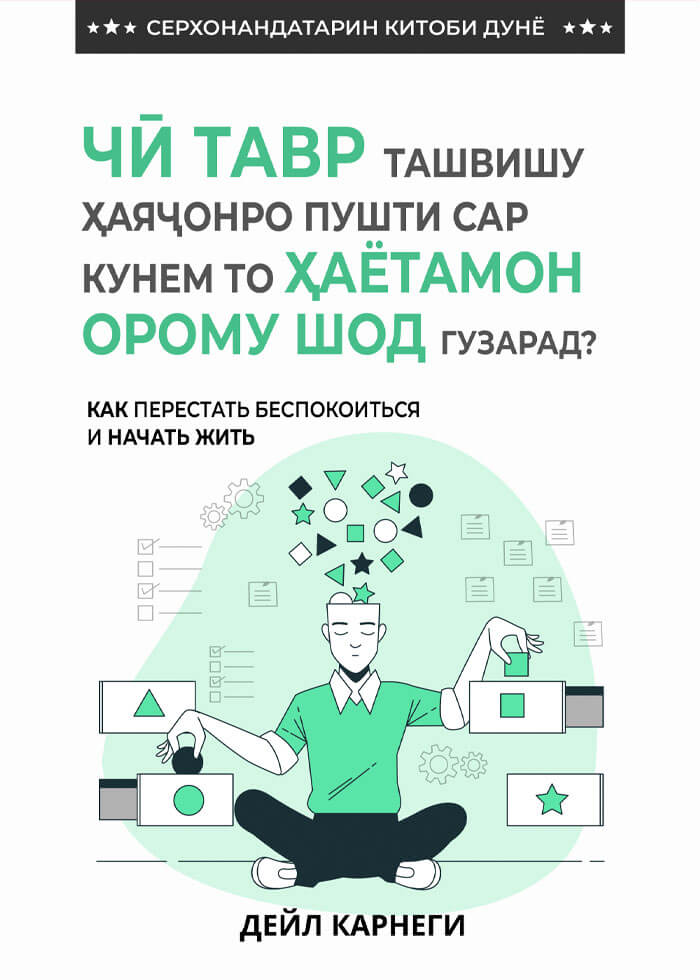 СЕРХОНАНДАТАРИН КИТОБИ ДУНЁ
ЧӢ ТАВР ТАШВИШУ
ҲАЯҶОНРО ПУШТИ САР
КУНЕМ ТО ҲАЁТАМОН
ОРОМУ ШОД ГУЗАРАД?
КАК ПЕРЕСТАТЬ БЕСПОКОИТЬСЯ
И НАЧАТЬ ЖИТЬ
ДЕЙЛ КАРНЕГИ